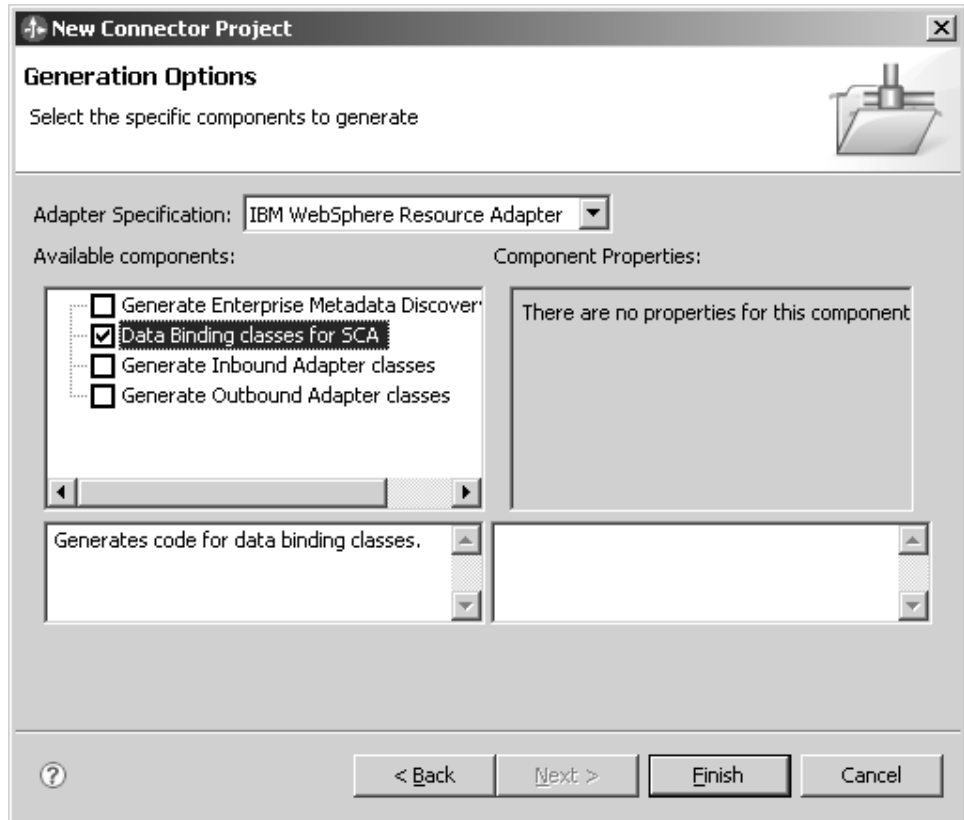 New Connector Project
Generation Options
Select the specific components to generate
Adapter Specification: IBM WebSphere Resource Adapter
Available components:
Component Properties:
Generate Enterprise Metadata Discover
Data Binding classes for SCA
Generate Inbound Adapter classes
Generate Outbound Adapter classes
There are no properties for this component
Generates code for data binding classes.
?
< Back
Next >
Finish
Cancel